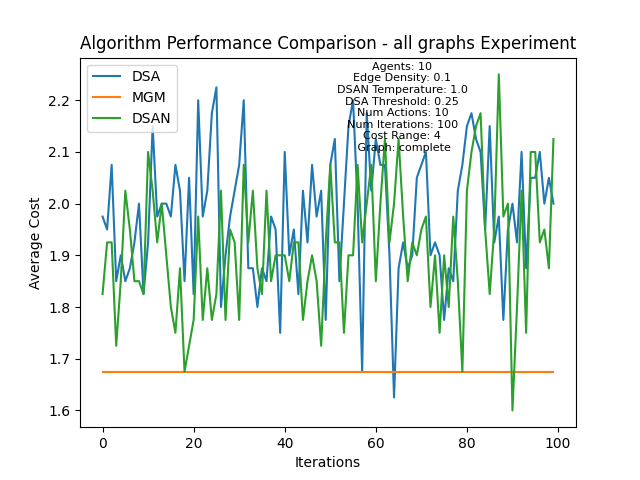 Algorithm Performance Comparison - all graphs Experiment
DSA
MGM
DSAN
Agents: 10
Edge Density: 0.1
DSAN Temperature: 1.0
DSA Threshold: 0.25
Num Actions: 10
Num Iterations: 100
Cost Range: 4
Graph: complete
Average Cost
2.2
2.1
2.0
1.9
1.8
1.7
1.6
0
20
40
60
80
100
Iterations